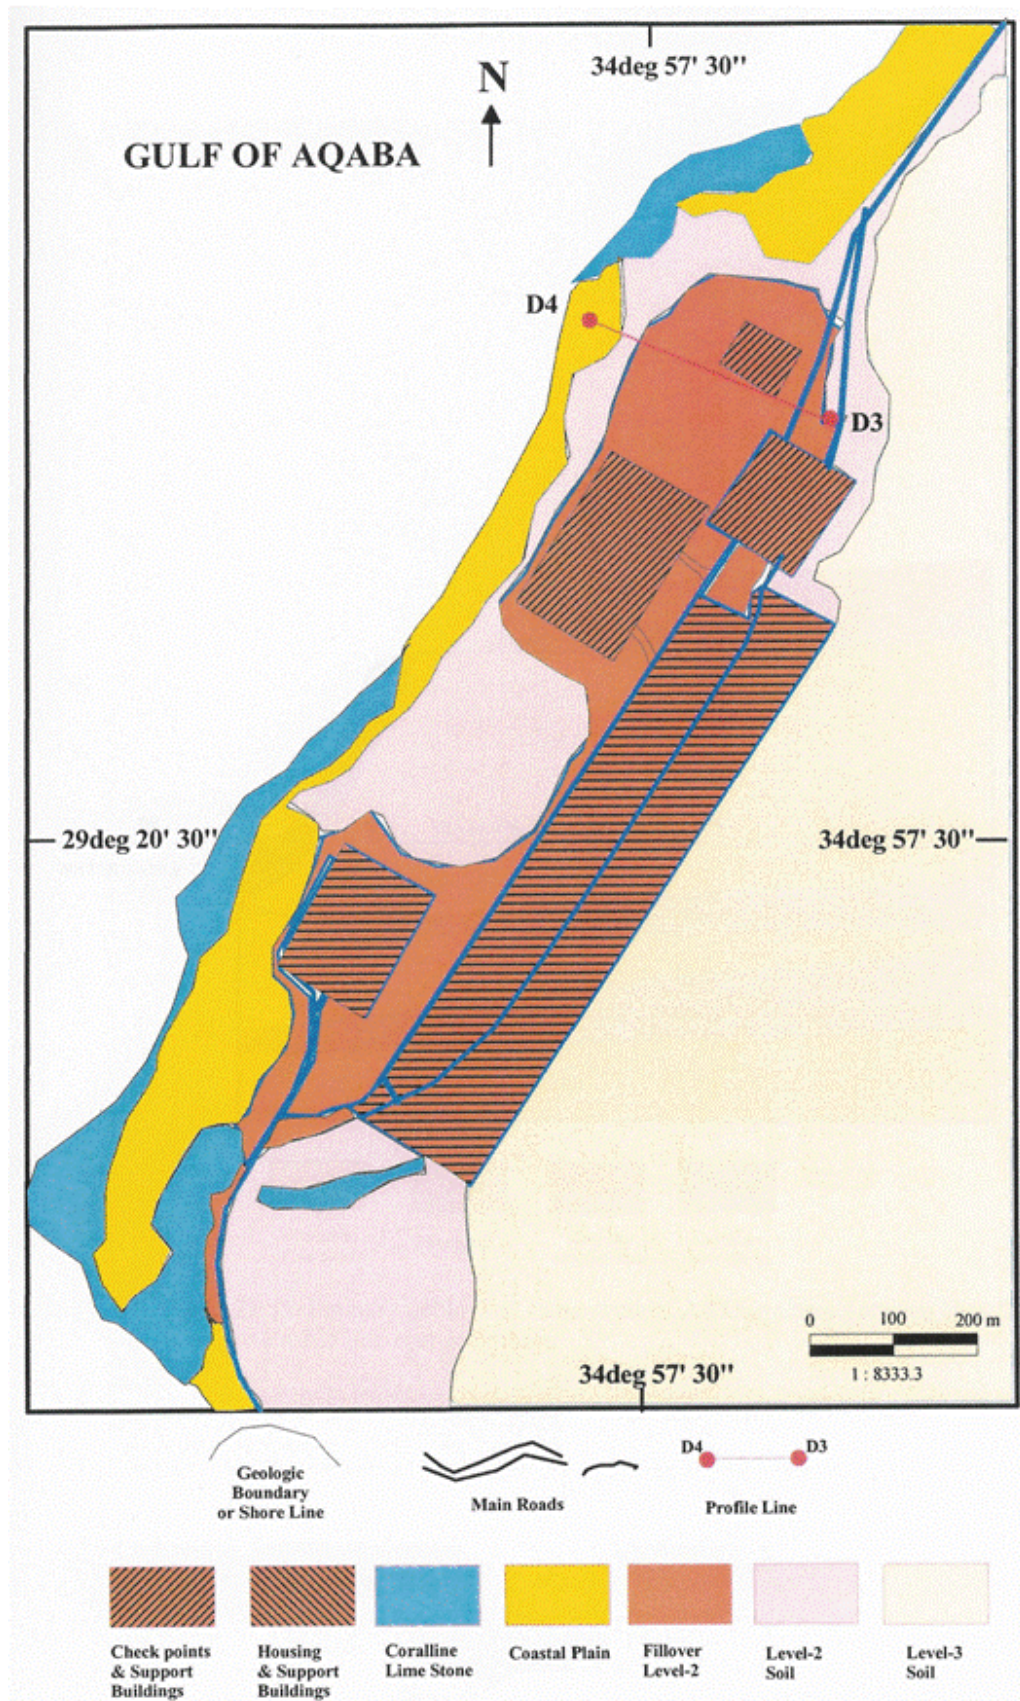 34deg 57' 30"
N
GULF OF AQABA
D4
D3
29deg 20' 30"
34deg 57' 30"
0 100 200 m
1 : 8333.3
34deg 57' 30"
Geologic
Boundary
or Shore Line
Main Roads
D4 D3
Profile Line
Check points
& Support
Buildings
Housing
& Support
Buildings
Coralline
Lime Stone
Coastal Plain
Fillover
Level-2
Level-2
Soil
Level-3
Soil